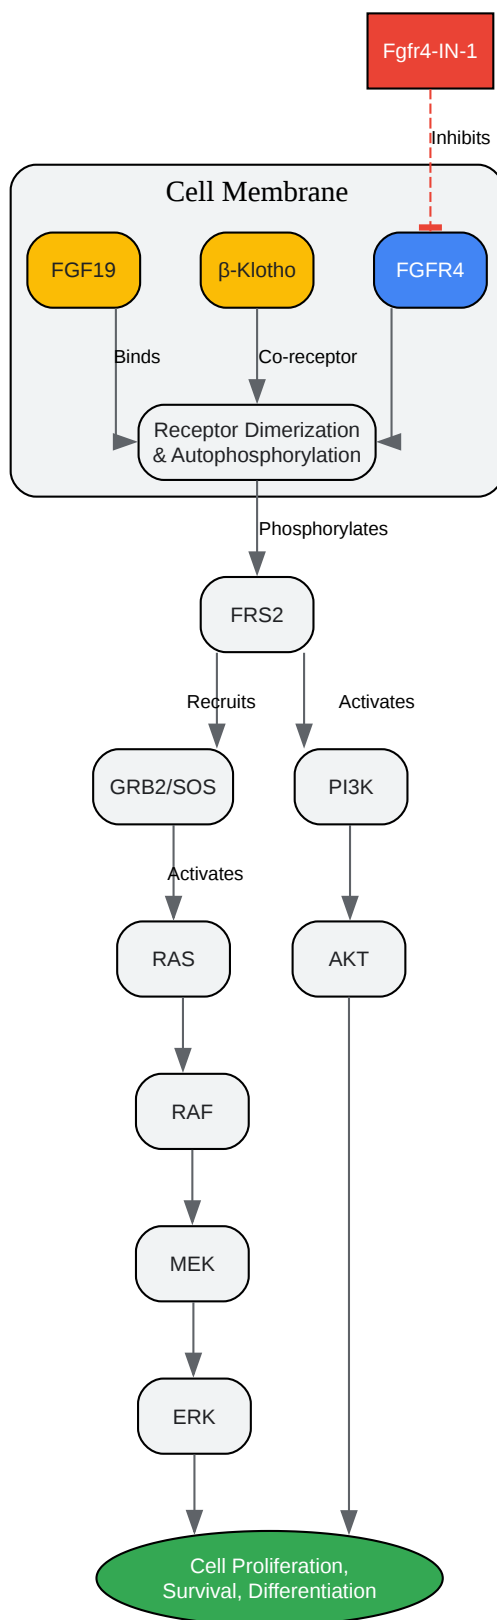 Fgfr4-IN-1
Inhibits
Cell Membrane
FGF19
β-Klotho
FGFR4
Binds
Co-receptor
Receptor Dimerization
& Autophosphorylation
Phosphorylates
FRS2
Recruits
Activates
GRB2/SOS
PI3K
Activates
RAS
AKT
RAF
MEK
ERK
Cell Proliferation,
Survival, Differentiation